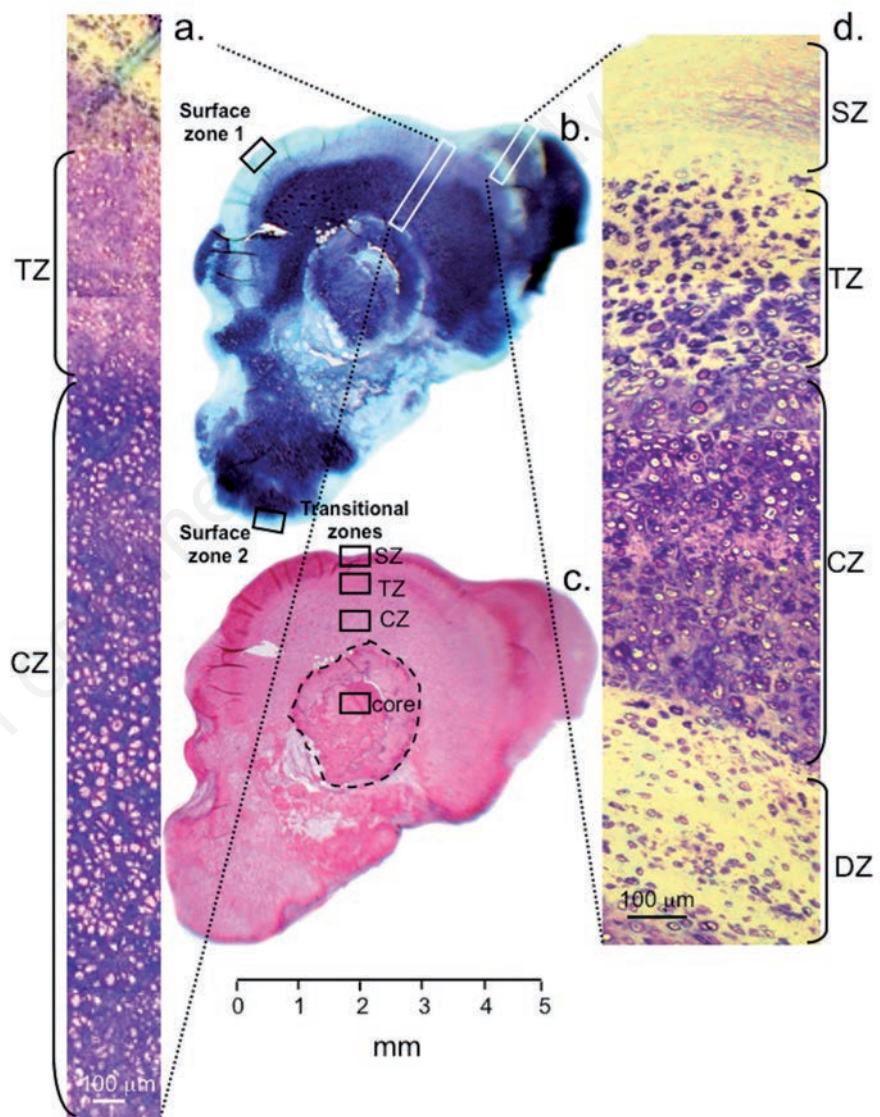 a.
TZ
CZ
100 μm
Surface
zone 1
b.
Surface
zone 2
Transitional
zones
SZ
TZ
CZ
core
c.
0 1 2 3 4 5
mm
d.
SZ
TZ
CZ
DZ
100 μm